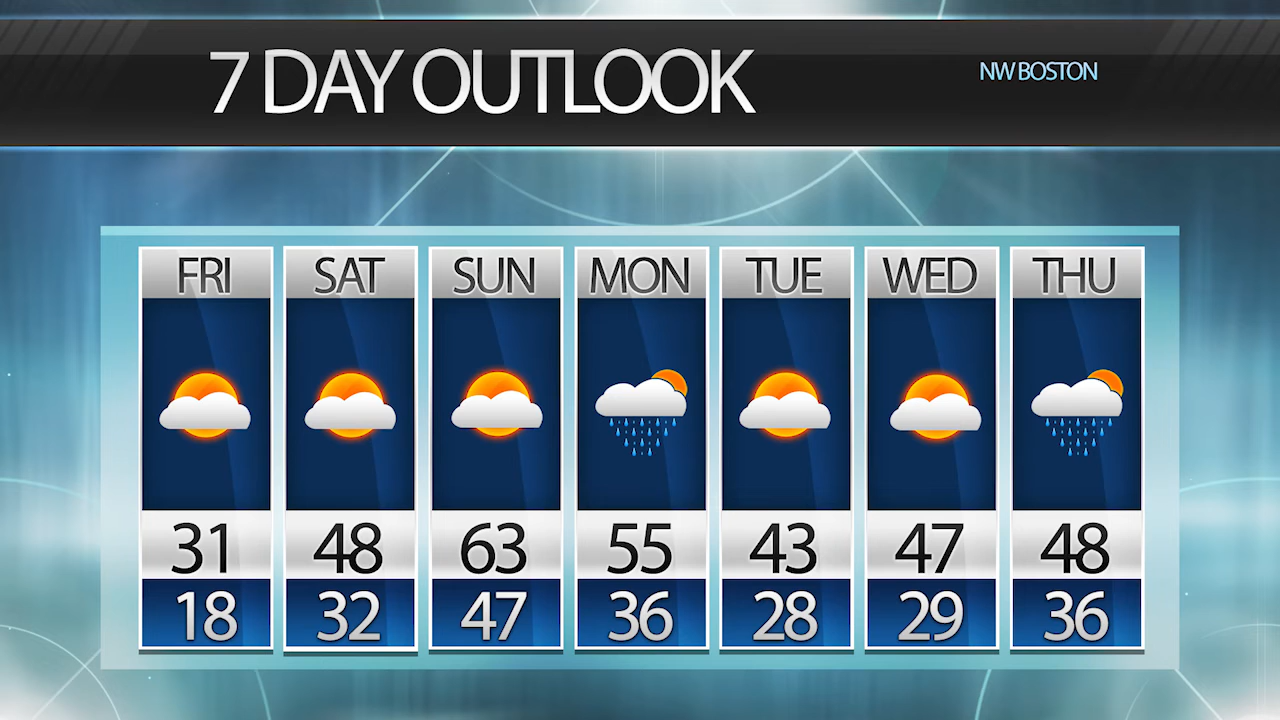 7 DAY OUTLOOK
NW BOSTON
FRI SAT SUN MON TUE WED THU
31 48 63 55 43 47 48
18 32 47 36 28 29 36